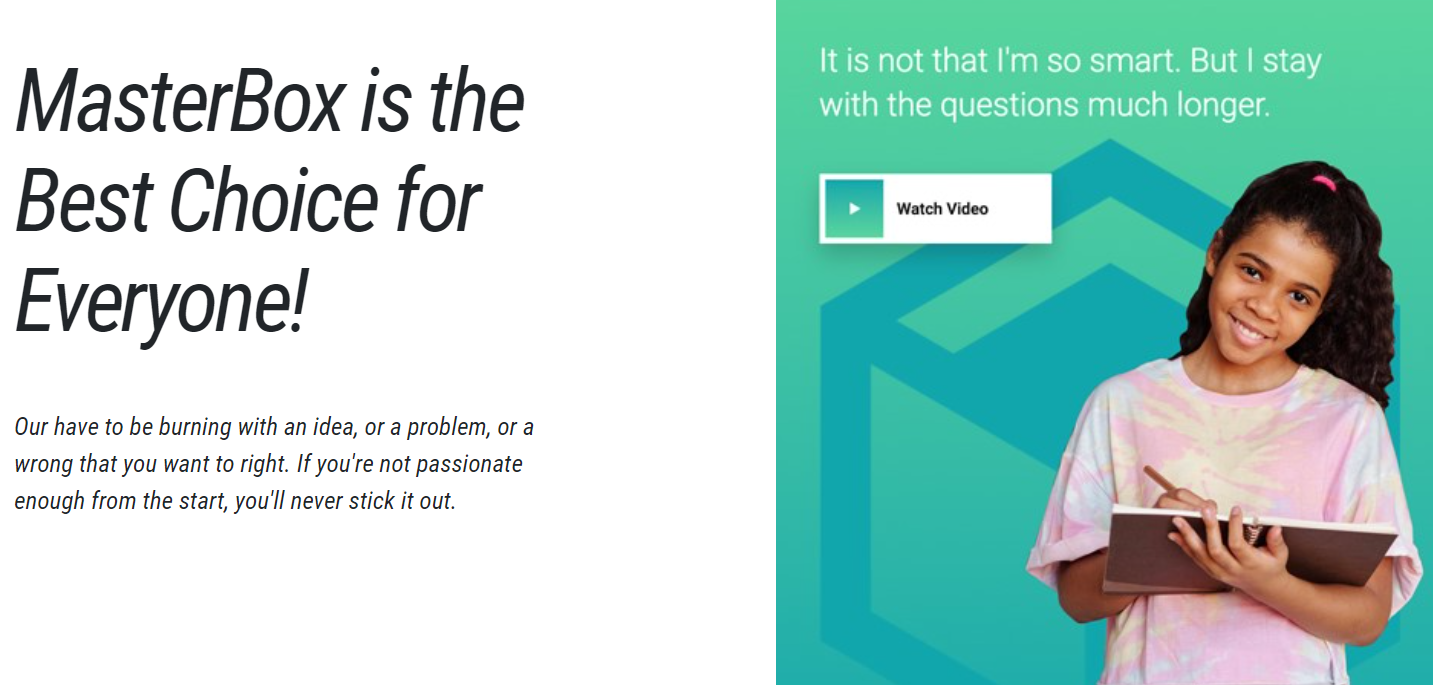 MasterBox is the
Best Choice for
Everyone!
Our have to be burning with an idea, or a problem, or a
wrong that you want to right. If you're not passionate
enough from the start, you'll never stick it out.
It is not that I'm so smart. But I stay
with the questions much longer.
Watch Video